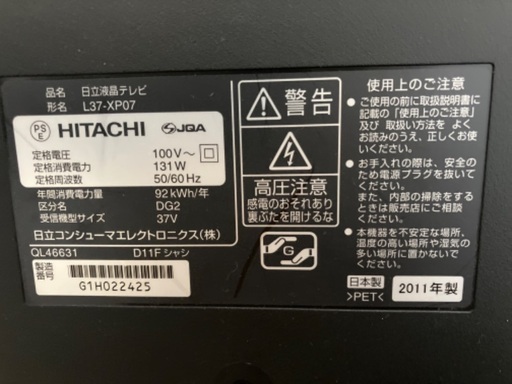 品名 日立液晶テレビ
形名 L37-XP07
PS
E
HITACHI
JQA
定格電圧 100V～
定格消費電力 131W
定格周波数 50/60Hz
年間消費電力量 92kWh/年
区分名 DG2
受信機型サイズ 37V
日立コンシューマエレクトロニクス(株)
QL46631 D11Fシャシ
製造
番号
G1H022425
警告
高圧注意
感電のおそれあり
裏ぶたを開けるな
G
使用上のご注意
●ご使用の前に取扱説明書に
記載の「使用上のご注意」
及び 取扱い方法を よく
お読みのうえ、正しくお使
いください。
●お手入れの際は、安全の
ため電源プラグを抜いて
ください。
また、内部の掃除をする
ときは販売店にご相談
ください。
●本機器を不安定な場所、
温度の高い場所や湿気の
多い場所に置かないで
ください。
日本製
>PET<
2011年製